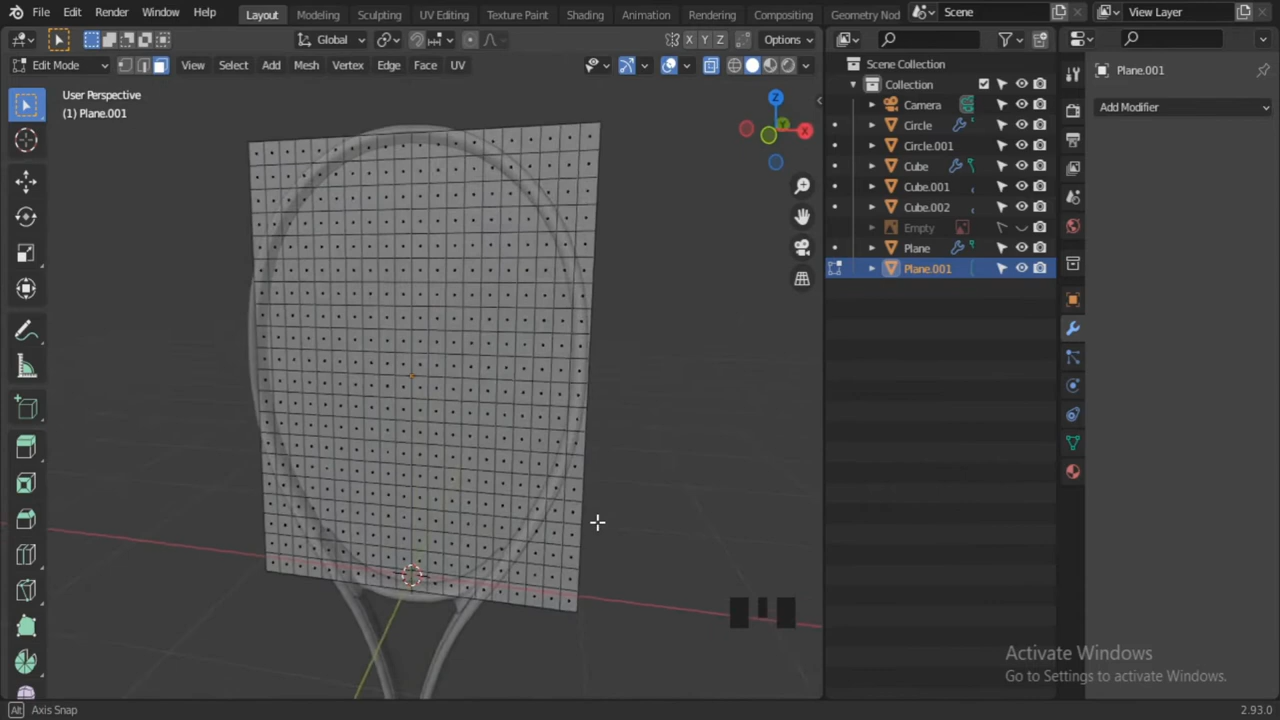 File Edit Render Window Help Layout Modeling Sculpting UV Editing Texture Paint Shading Animation Rendering Compositing Geometry Nod Scene View Layer
Global Options
X Y Z
Edit Mode View Select Add Mesh Vertex Edge Face UV
User Perspective
(1) Plane.001
Z
Y
X
Scene Collection
Collection
Camera
Circle
Circle.001
Cube
Cube.001
Cube.002
Empty
Plane
Plane.001
Plane.001
Add Modifier
Activate Windows
Go to Settings to activate Windows.
Alt Axis Snap
2.93.0